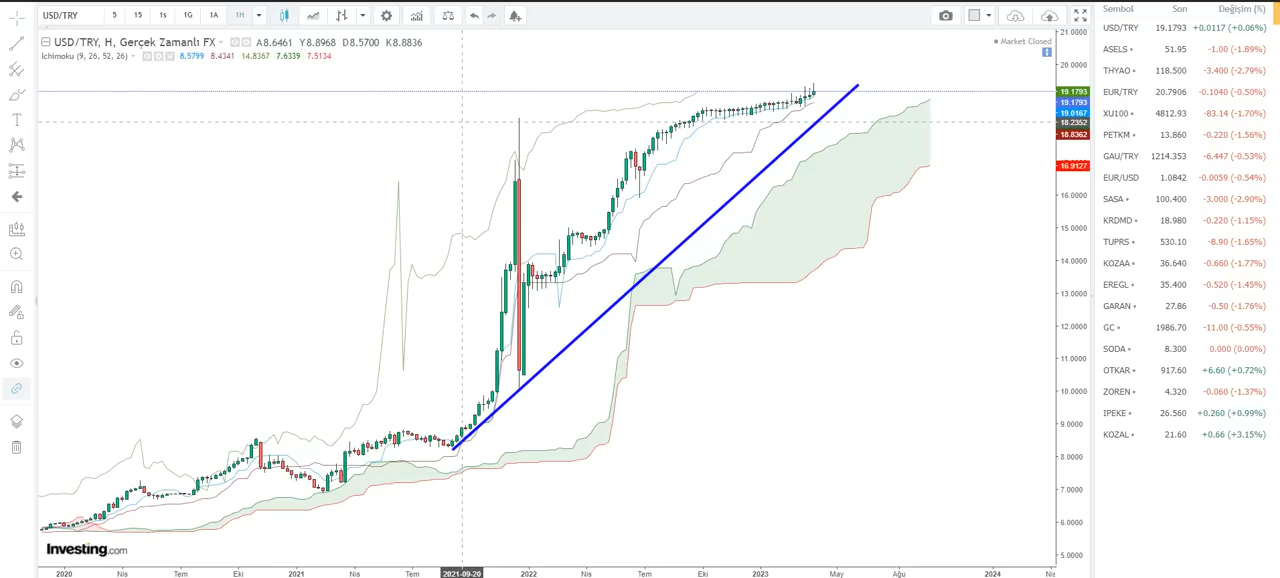 USD/TRY 5 15 1s 1G 1A 1H
USD/TRY, H, Gerçek Zamanlı FX A8.6461 Y8.8968 D8.5700 K8.8836
Ichimoku (9, 26, 52, 26) 8.5799 8.4341 14.8367 7.6339 7.5134
Market Closed
21.0000
20.0000
19.1793
19.1793
19.0167
18.2352
18.8362
16.9127
16.0000
15.0000
14.0000
13.0000
12.0000
11.0000
10.0000
9.0000
8.0000
7.0000
6.0000
5.0000
Investing.com
2020 Nis Tem Eki 2021 Nis Tem 2021-09-20 2022 Nis Tem Eki 2023 May Ağu 2024 Nis
Sembol Son Değişim (%)
USD/TRY 19.1793 +0.0117 (+0.06%)
ASELS 51.95 -1.00 (-1.89%)
THYAO 118.500 -3.400 (-2.79%)
EUR/TRY 20.7906 -0.1040 (-0.50%)
XU100 4812.93 -83.14 (-1.70%)
PETKM 13.860 -0.220 (-1.56%)
GAU/TRY 1214.353 -6.447 (-0.53%)
EUR/USD 1.0842 -0.0059 (-0.54%)
SASA 100.400 -3.000 (-2.90%)
KRDMD 18.980 -0.220 (-1.15%)
TUPRS 530.10 -8.90 (-1.65%)
KOZAA 36.640 -0.660 (-1.77%)
EREGL 35.400 -0.520 (-1.45%)
GARAN 27.86 -0.50 (-1.76%)
GC 1986.70 -11.00 (-0.55%)
SODA 8.300 0.000 (0.00%)
OTKAR 917.60 +6.60 (+0.72%)
ZOREN 4.320 -0.060 (-1.37%)
IPEKE 26.560 +0.260 (+0.99%)
KOZAL 21.60 +0.66 (+3.15%)